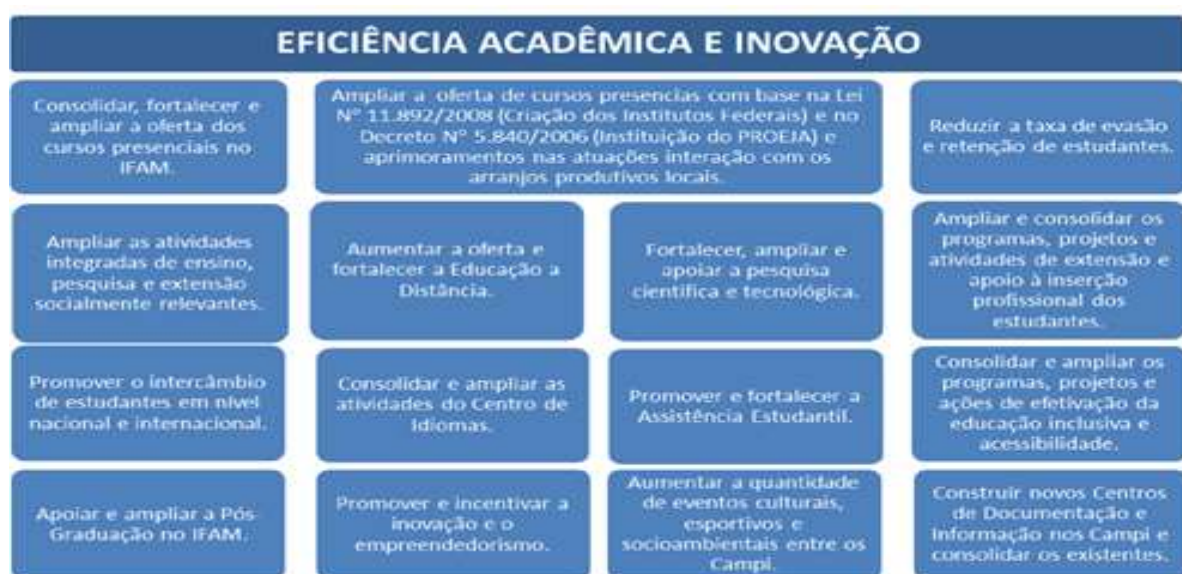 EFICIÊNCIA ACADÊMICA E INOVAÇÃO
Consolidar, fortalecer e
ampliar a oferta dos
cursos presenciais no
IFAM.
Ampliar a oferta de cursos presencias com base na Lei
Nº 11.892/2008 (Criação dos Institutos Federais) e no
Decreto Nº 5.840/2006 (Instituição do PROEJA) e
aprimoramentos nas atuações interação com os
arranjos produtivos locais.
Reduzir a taxa de evasão
e retenção de estudantes.
Ampliar as atividades
integradas de ensino,
pesquisa e extensão
socialmente relevantes.
Aumentar a oferta e
fortalecer a Educação a
Distância.
Fortalecer, ampliar e
apoiar a pesquisa
científica e tecnológica.
Ampliar e consolidar os
programas, projetos e
atividades de extensão e
apoio à inserção
profissional dos
estudantes.
Promover o intercâmbio
de estudantes em nível
nacional e internacional.
Consolidar e ampliar as
atividades do Centro de
Idiomas.
Promover e fortalecer a
Assistência Estudantil.
Consolidar e ampliar os
programas, projetos e
ações de efetivação da
educação inclusiva e
acessibilidade.
Apoiar e ampliar a Pós
Graduação no IFAM.
Promover e incentivar a
inovação e o
empreendedorismo.
Aumentar a quantidade
de eventos culturais,
esportivos e
socioambientais entre os
Campi.
Construir novos Centros
de Documentação e
Informação nos Campi e
consolidar os existentes.